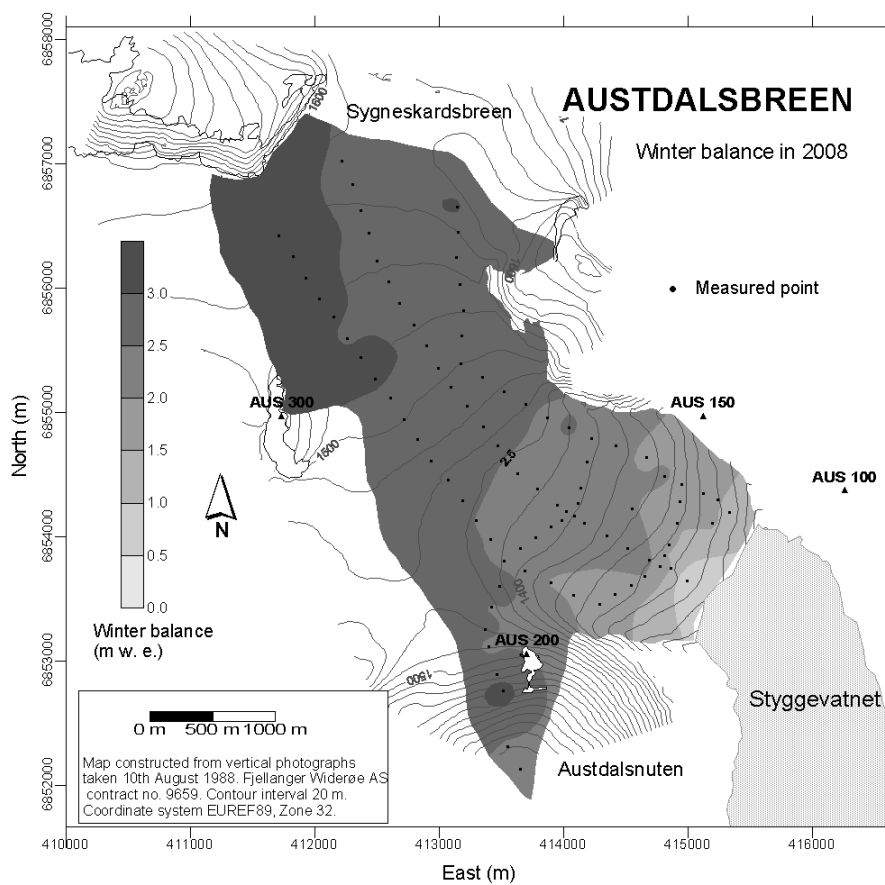 AUSTDALSBREEN
Winter balance in 2008
Sygneskardsbreen
1600
1600
Measured point
3.0
2.5
2.0
1.5
1.0
0.5
0.0
Winter balance
(m w. e.)
AUS 300
AUS 150
AUS 100
AUS 200
1500
2.5
1400
1500
N
Styggevatnet
Austdalsnuten
0 m 500 m 1000 m
Map constructed from vertical photographs
taken 10th August 1988. Fjellanger Widerøe AS
contract no. 9659. Contour interval 20 m.
Coordinate system EUREF89, Zone 32.
North (m)
6858000
6857000
6856000
6855000
6854000
6853000
6852000
410000 411000 412000 413000 414000 415000 416000
East (m)